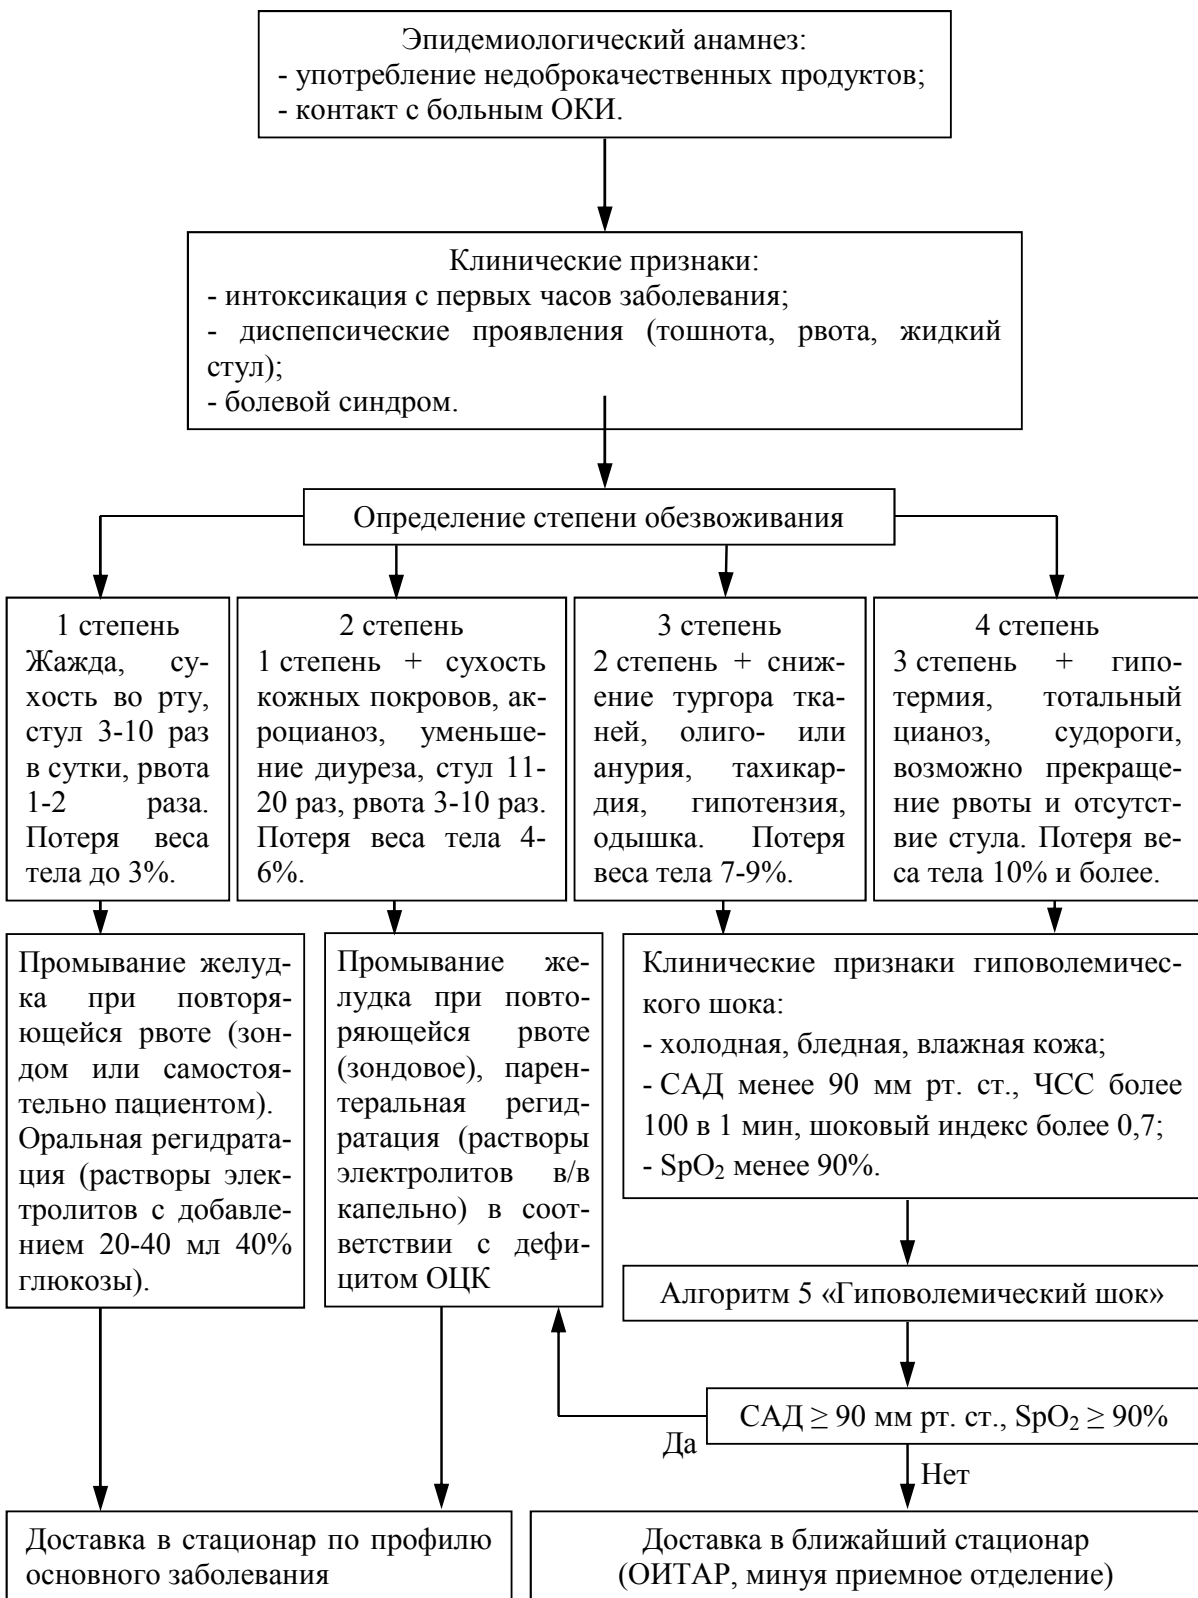 Эпидемиологический анамнез:
- употребление недоброкачественных продуктов;
- контакт с больным ОКИ.
Клинические признаки:
- интоксикация с первых часов заболевания;
- диспепсические проявления (тошнота, рвота, жидкий
стул);
- болевой синдром.
Определение степени обезвоживания
1 степень
Жажда, су-
хость во рту,
стул 3-10 раз
в сутки, рвота
1-2 раза.
Потеря веса
тела до 3%.
2 степень
1 степень + сухость
кожных покровов, ак-
роцианоз, уменьше-
ние диуреза, стул 11-
20 раз, рвота 3-10 раз.
Потеря веса тела 4-
6%.
3 степень
2 степень + сниж-
ение тургора тка-
ней, олиго- или
анурия, тахикар-
дия, гипотензия,
одышка. Потеря
веса тела 7-9%.
4 степень
3 степень + гипо-
термия, тотальный
цианоз, судороги,
возможно прекраще-
ние рвоты и отсутст-
вие стула. Потеря ве-
са тела 10% и более.
Промывание желуд-
ка при повторя-
ющейся рвоте (зон-
дом или самостоя-
тельно пациентом).
Оральная регидрата-
ция (растворы элек-
тролитов с добавле-
нием 20-40 мл 40%
глюкозы).
Промывание же-
лудка при повто-
ряющейся рвоте
(зондовое), парен-
теральная регид-
ратация (растворы
электролитов в/в
капельно) в соот-
ветствии с дефи-
цитом ОЦК
Клинические признаки гиповолемичес-
кого шока:
- холодная, бледная, влажная кожа;
- САД менее 90 мм рт. ст., ЧСС более
100 в 1 мин, шоковый индекс более 0,7;
- SpO₂ менее 90%.
Алгоритм 5 «Гиповолемический шок»
САД ≥ 90 мм рт. ст., SpO₂ ≥ 90%
Да
Нет
Доставка в стационар по профилю
основного заболевания
Доставка в ближайший стационар
(ОИТАР, минуя приемное отделение)